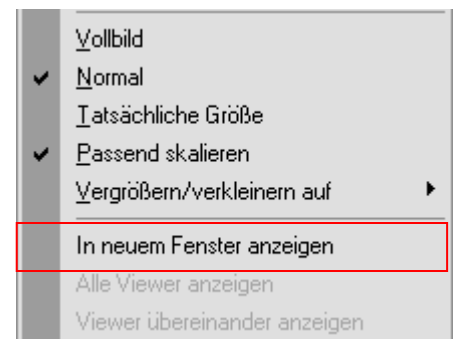 Vollbild
Normal
Tatsächliche Größe
Passend skalieren
Vergrößern/verkleinern auf
In neuem Fenster anzeigen
Alle Viewer anzeigen
Viewer übereinander anzeigen